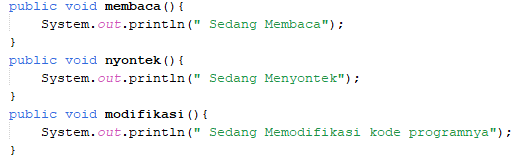 public void membaca(){
    System.out.println(" Sedang Membaca");
}
public void nyontek(){
    System.out.println(" Sedang Menyontek");
}
public void modifikasi(){
    System.out.println(" Sedang Memodifikasi kode programnya");
}